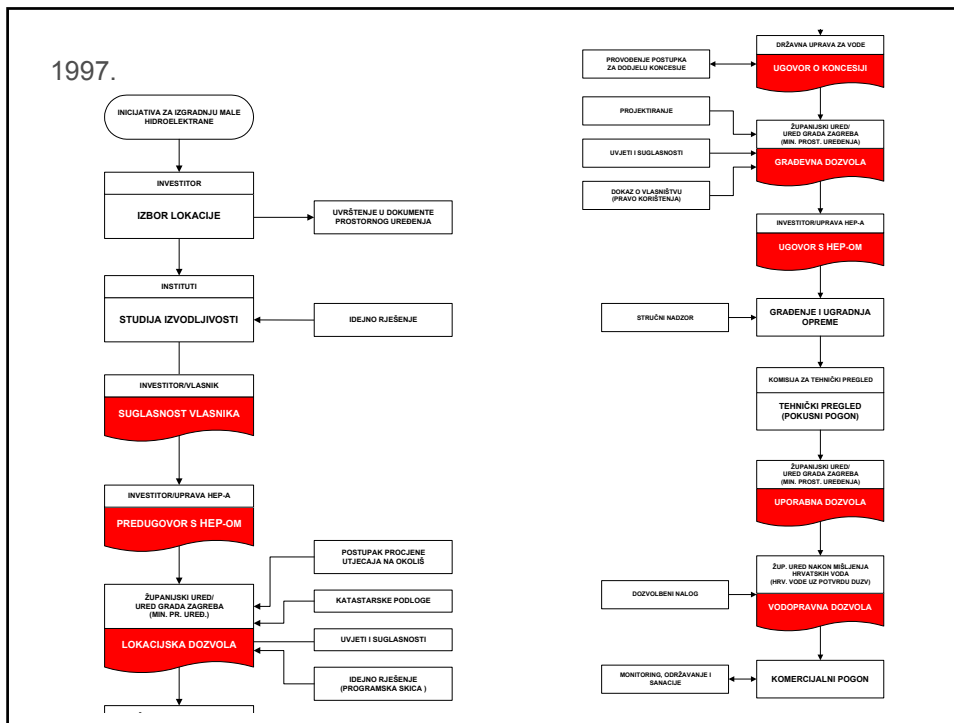 1997.
INICIJATIVA ZA IZGRADNJU MALE
HIDROELEKTRANE
INVESTITOR
IZBOR LOKACIJE
UVRŠTENJE U DOKUMENTE
PROSTORNOG UREĐENJA
INSTITUTI
STUDIJA IZVODLJIVOSTI
IDEJNO RJEŠENJE
INVESTITOR/VLASNIK
SUGLASNOST VLASNIKA
INVESTITOR/UPRAVA HEP-A
PREDUGOVOR S HEP-OM
POSTUPAK PROCJENE
UTJECAJA NA OKOLIŠ
ŽUPANIJSKI URED/
URED GRADA ZAGREBA
(MIN. PR. UREĐ.)
KATASTARSKE PODLOGE
LOKACIJSKA DOZVOLA
UVJETI I SUGLASNOSTI
IDEJNO RJEŠENJE
(PROGRAMSKA SKICA )
DRŽAVNA UPRAVA ZA VODE
PROVOĐENJE POSTUPKA
ZA DODJELU KONCESIJE
UGOVOR O KONCESIJI
PROJEKTIRANJE
ŽUPANIJSKI URED/
URED GRADA ZAGREBA
(MIN. PROST. UREĐENJA)
UVJETI I SUGLASNOSTI
GRAĐEVNA DOZVOLA
DOKAZ O VLASNIŠTVU
(PRAVO KORIŠTENJA)
INVESTITOR/UPRAVA HEP-A
UGOVOR S HEP-OM
STRUČNI NADZOR
GRAĐENJE I UGRADNJA
OPREME
KOMISIJA ZA TEHNIČKI PREGLED
TEHNIČKI PREGLED
(POKUSNI POGON)
ŽUPANIJSKI URED/
URED GRADA ZAGREBA
(MIN. PROST. UREĐENJA)
UPORABNA DOZVOLA
ŽUP. URED NAKON MIŠLJENJA
HRVATSKIH VODA
(HRV. VODE UZ POTVRDU DUZV)
DOZVOLBENI NALOG
VODOPRAVNA DOZVOLA
MONITORING, ODRŽAVANJE I
SANACIJE
KOMERCIJALNI POGON